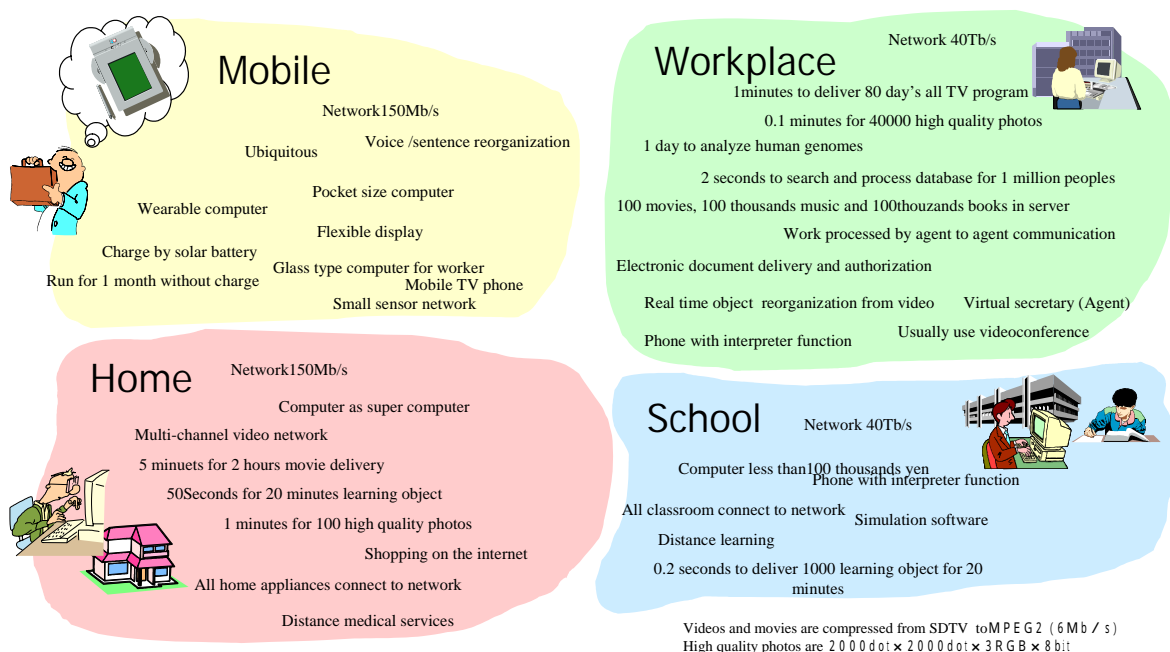 Mobile
Network150Mb/s
Voice /sentence reorganization
Ubiquitous
Pocket size computer
Wearable computer
Flexible display
Charge by solar battery
Glass type computer for worker
Run for 1 month without charge
Mobile TV phone
Small sensor network
Workplace
Network 40Tb/s
1minutes to deliver 80 day's all TV program
0.1 minutes for 40000 high quality photos
1 day to analyze human genomes
2 seconds to search and process database for 1 million peoples
100 movies, 100 thousands music and 100thouzands books in server
Work processed by agent to agent communication
Electronic document delivery and authorization
Real time object reorganization from video
Virtual secretary (Agent)
Usually use videoconference
Phone with interpreter function
Home
Network150Mb/s
Computer as super computer
Multi-channel video network
5 minuets for 2 hours movie delivery
50Seconds for 20 minutes learning object
1 minutes for 100 high quality photos
Shopping on the internet
All home appliances connect to network
Distance medical services
School
Network 40Tb/s
Computer less than100 thousands yen
Phone with interpreter function
All classroom connect to network
Simulation software
Distance learning
0.2 seconds to deliver 1000 learning object for 20
minutes
Videos and movies are compressed from SDTV toMPEG2 (6Mb/s)
High quality photos are 2000dot×2000dot×3RGB×8bit